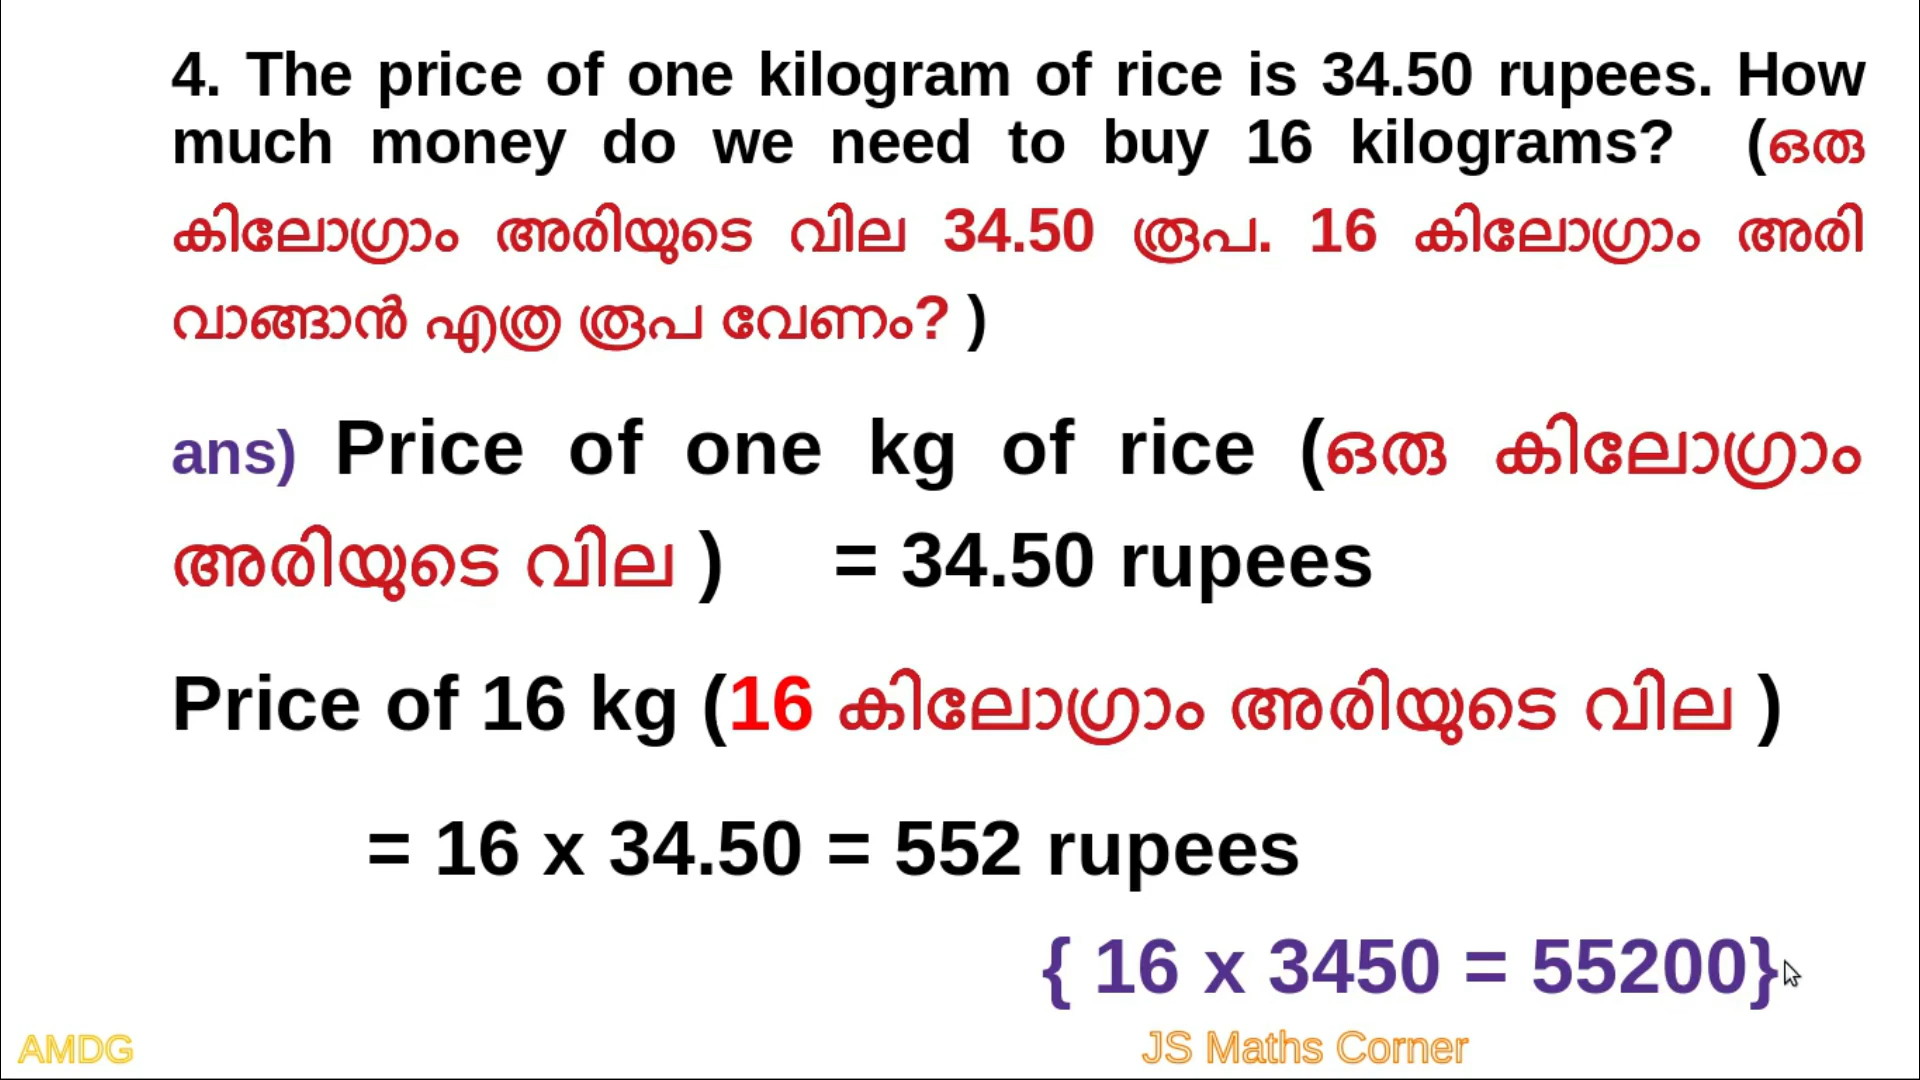 4. The price of one kilogram of rice is 34.50 rupees. How
much money do we need to buy 16 kilograms? (ഒരു
കിലോഗ്രാം അരിയുടെ വില 34.50 രൂപ. 16 കിലോഗ്രാം അരി
വാങ്ങാൻ എത്ര രൂപ വേണം? )
ans) Price of one kg of rice (ഒരു കിലോഗ്രാം
അരിയുടെ വില ) = 34.50 rupees
Price of 16 kg (16 കിലോഗ്രാം അരിയുടെ വില )
= 16 x 34.50 = 552 rupees
{ 16 x 3450 = 55200}
AMDG
JS Maths Corner